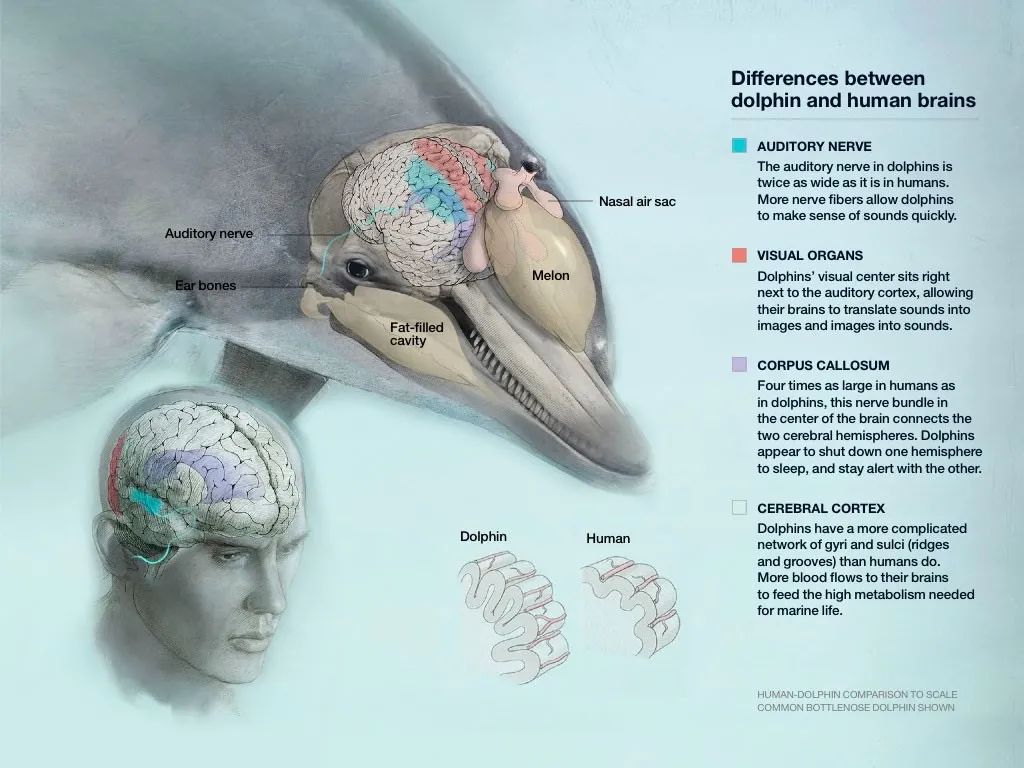 Differences between
dolphin and human brains
AUDITORY NERVE
The auditory nerve in dolphins is
twice as wide as it is in humans.
More nerve fibers allow dolphins
to make sense of sounds quickly.
VISUAL ORGANS
Dolphins’ visual center sits right
next to the auditory cortex, allowing
their brains to translate sounds into
images and images into sounds.
CORPUS CALLOSUM
Four times as large in humans as
in dolphins, this nerve bundle in
the center of the brain connects the
two cerebral hemispheres. Dolphins
appear to shut down one hemisphere
to sleep, and stay alert with the other.
CEREBRAL CORTEX
Dolphins have a more complicated
network of gyri and sulci (ridges
and grooves) than humans do.
More blood flows to their brains
to feed the high metabolism needed
for marine life.
Nasal air sac
Auditory nerve
Melon
Ear bones
Fat-filled
cavity
Dolphin
Human
HUMAN-DOLPHIN COMPARISON TO SCALE
COMMON BOTTLENOSE DOLPHIN SHOWN